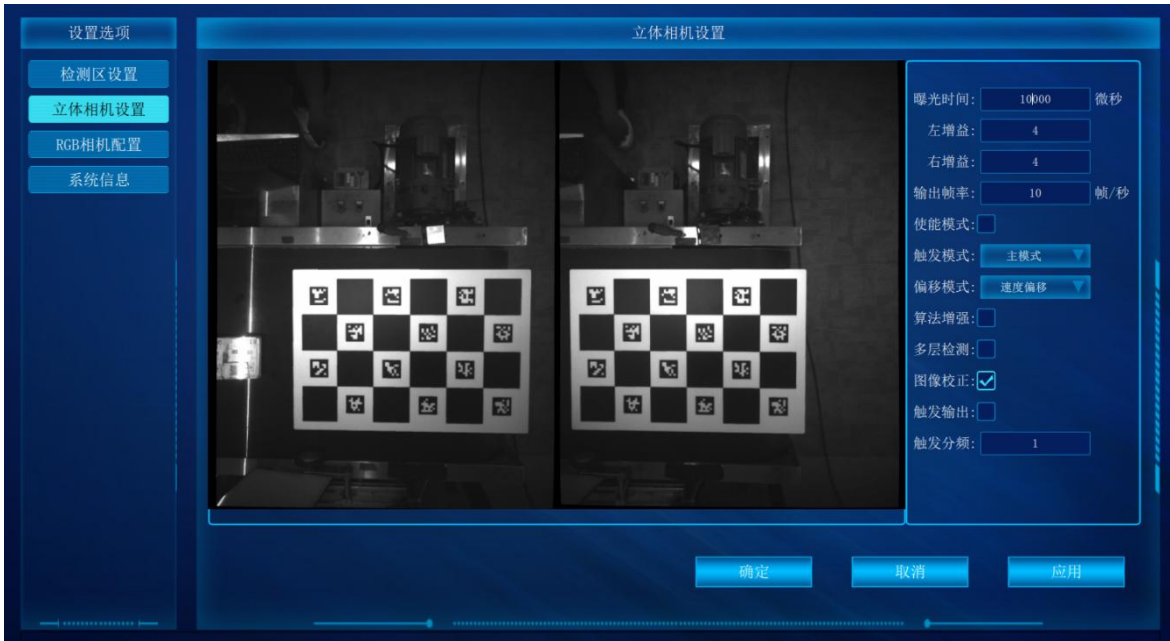 设置选项
检测区设置
立体相机设置
RGB相机配置
系统信息
立体相机设置
曝光时间: 10000 微秒
左增益: 4
右增益: 4
输出帧率: 10 帧/秒
使能模式:
触发模式: 主模式
偏移模式: 速度偏移
算法增强:
多层检测:
图像校正:
触发输出:
触发分频: 1
确定 取消 应用